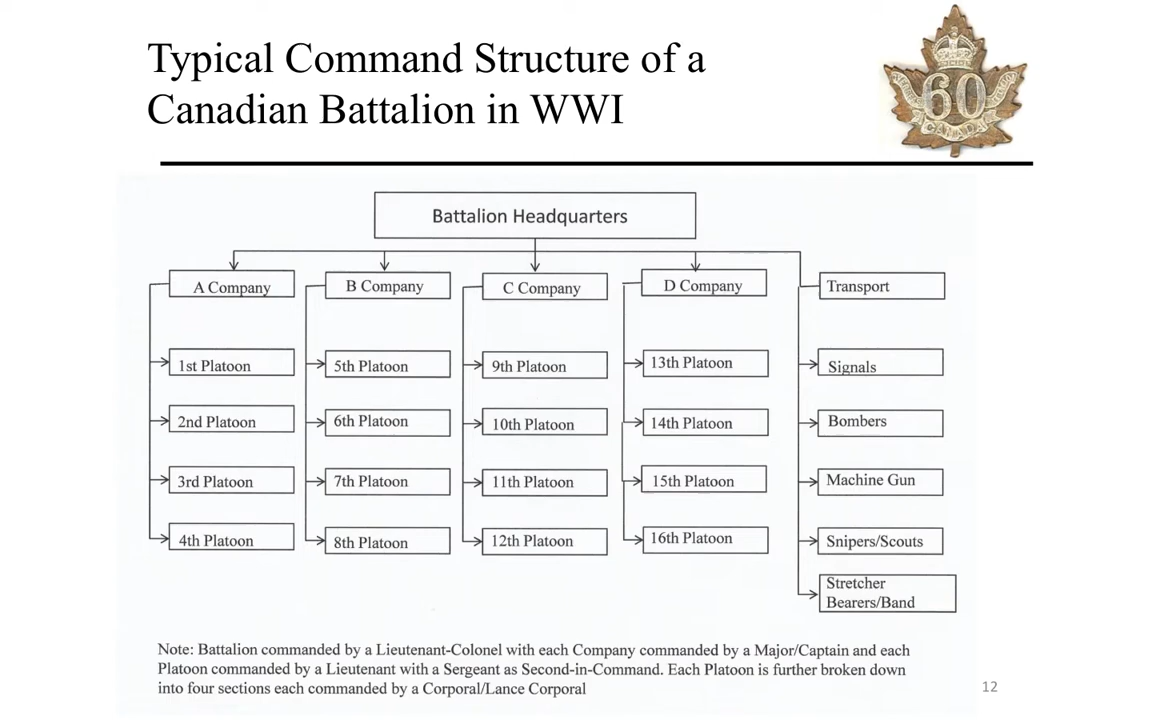 Typical Command Structure of a
Canadian Battalion in WWI
60
CANADA
Battalion Headquarters
A Company
B Company
C Company
D Company
Transport
1st Platoon
5th Platoon
9th Platoon
13th Platoon
Signals
2nd Platoon
6th Platoon
10th Platoon
14th Platoon
Bombers
3rd Platoon
7th Platoon
11th Platoon
15th Platoon
Machine Gun
4th Platoon
8th Platoon
12th Platoon
16th Platoon
Snipers/Scouts
Stretcher
Bearers/Band
Note: Battalion commanded by a Lieutenant-Colonel with each Company commanded by a Major/Captain and each
Platoon commanded by a Lieutenant with a Sergeant as Second-in-Command. Each Platoon is further broken down
into four sections each commanded by a Corporal/Lance Corporal
12